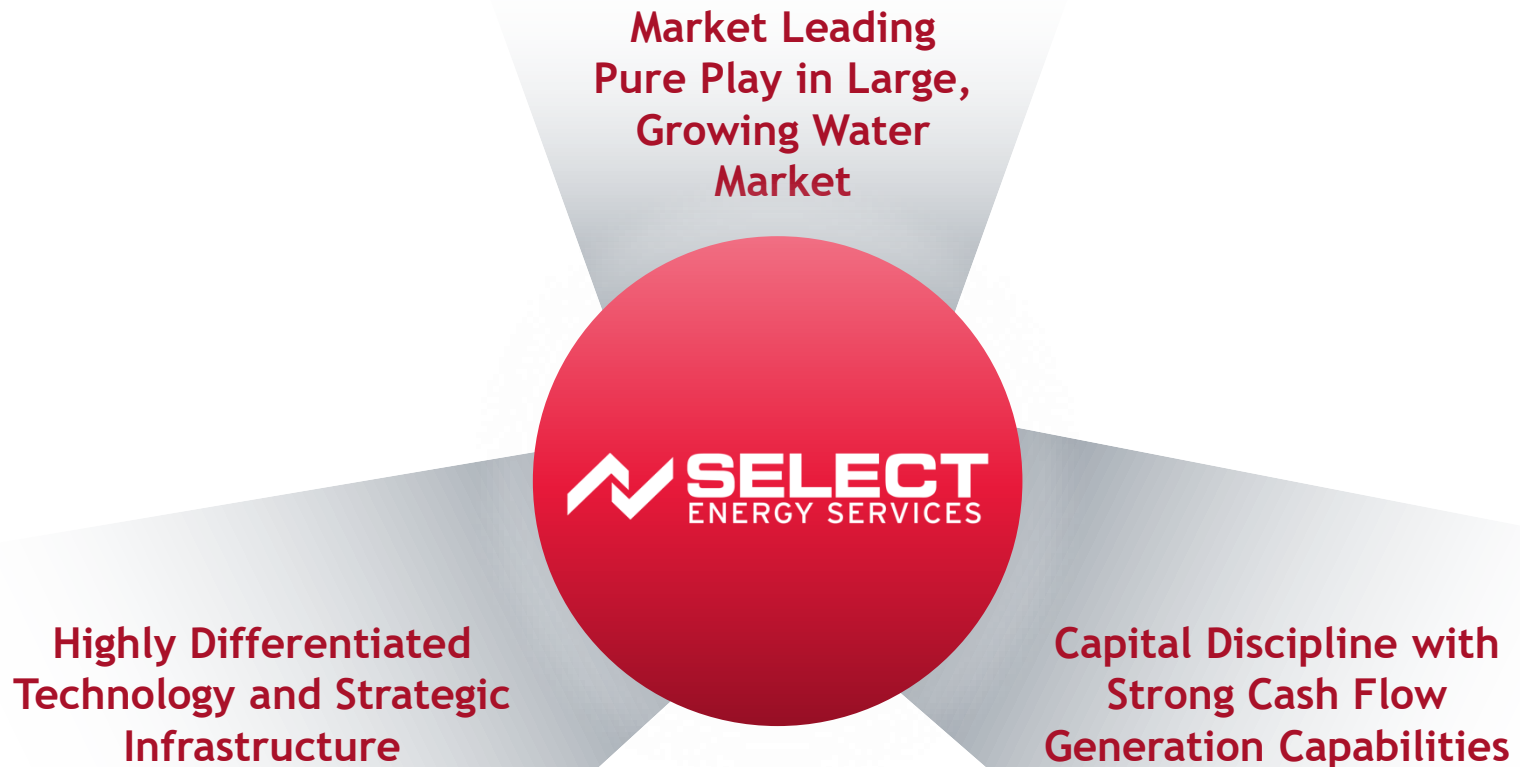 Market Leading
Pure Play in Large,
Growing Water
Market
SELECT
ENERGY SERVICES
Highly Differentiated
Technology and Strategic
Infrastructure
Capital Discipline with
Strong Cash Flow
Generation Capabilities